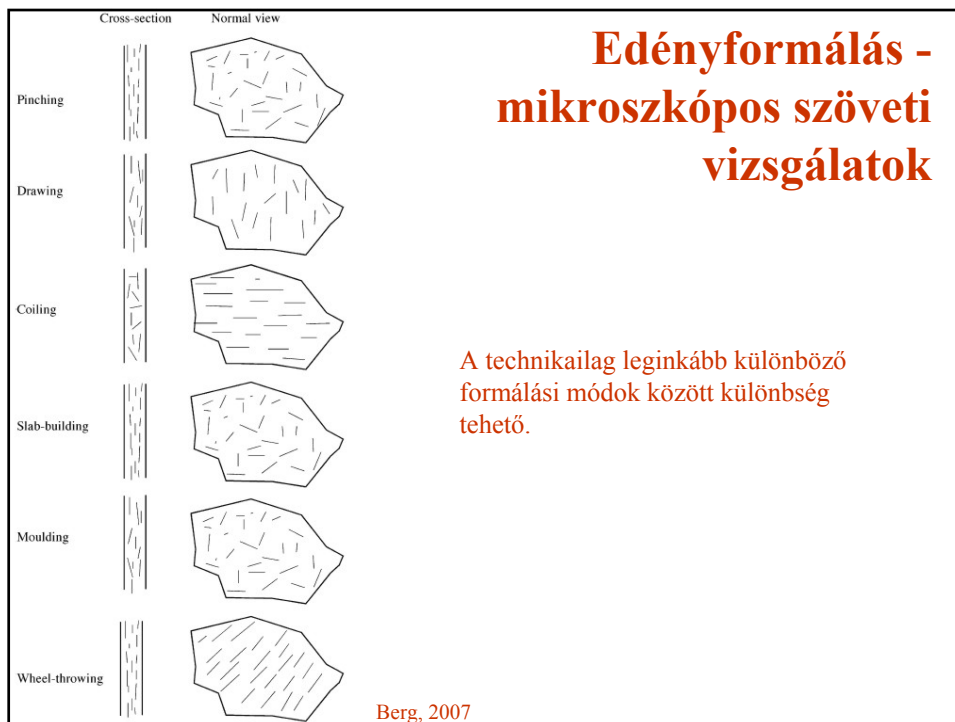 Cross-section Normal view
Pinching
Drawing
Coiling
Slab-building
Moulding
Wheel-throwing
Edényformálás -
mikroszkópos szöveti
vizsgálatok
A technikailag leginkább különböző
formálási módok között különbség
tehető.
Berg, 2007